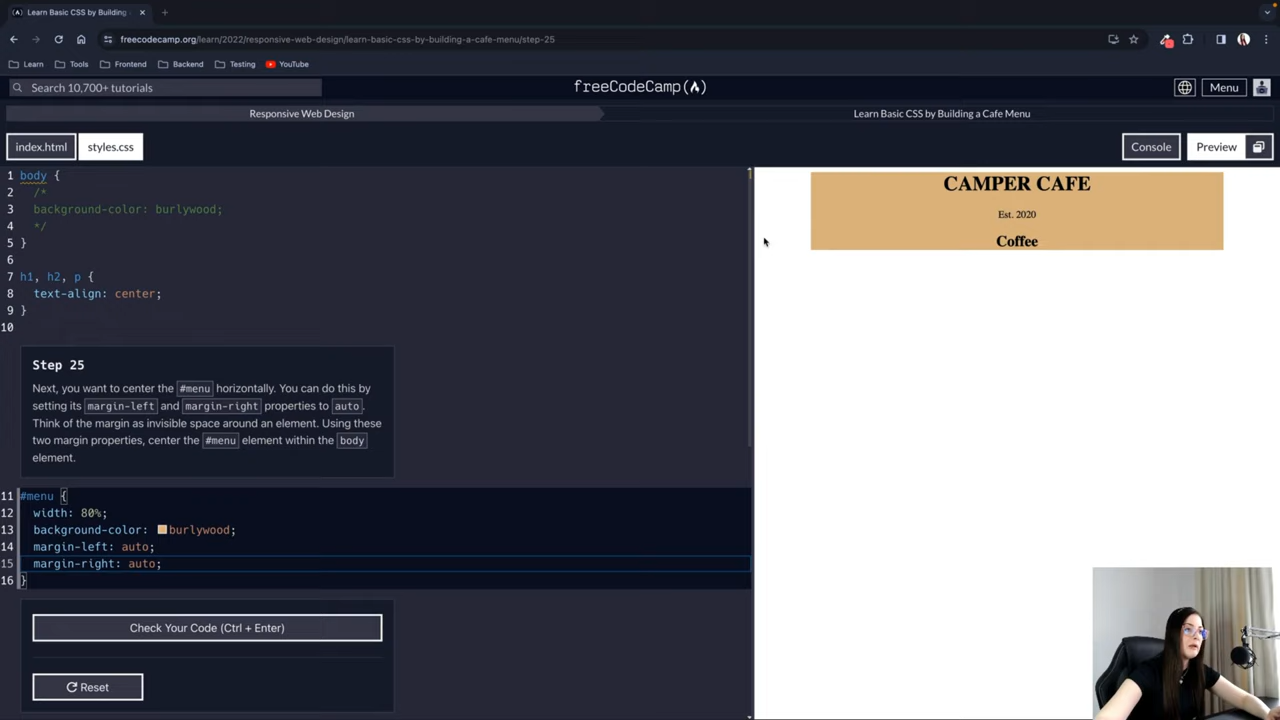 Learn Basic CSS by Building
freecodecamp.org/learn/2022/responsive-web-design/learn-basic-css-by-building-a-cafe-menu/step-25
Learn Tools Frontend Backend Testing YouTube
Search 10,700+ tutorials freeCodeCamp(🔥) Menu
Responsive Web Design Learn Basic CSS by Building a Cafe Menu
index.html styles.css Console Preview
1 body {
2 /*
3 background-color: burlywood;
4 */
5 }
6
7 h1, h2, p {
8 text-align: center;
9 }
10
Step 25
Next, you want to center the #menu horizontally. You can do this by
setting its margin-left and margin-right properties to auto.
Think of the margin as invisible space around an element. Using these
two margin properties, center the #menu element within the body
element.
11 #menu {
12 width: 80%;
13 background-color: burlywood;
14 margin-left: auto;
15 margin-right: auto;
16 }
Check Your Code (Ctrl + Enter)
Reset
CAMPER CAFE
Est. 2020
Coffee